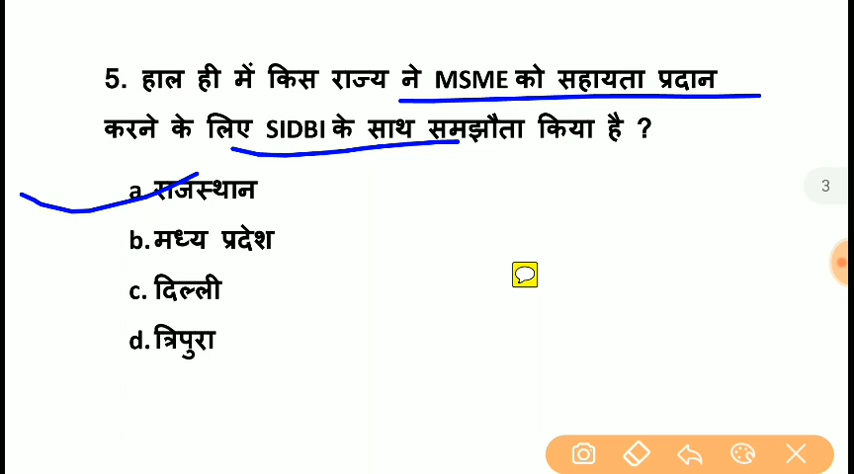 5. हाल ही में किस राज्य ने MSME को सहायता प्रदान
करने के लिए SIDBI के साथ समझौता किया है ?
a. राजस्थान
b. मध्य प्रदेश
c. दिल्ली
d. त्रिपुरा
3